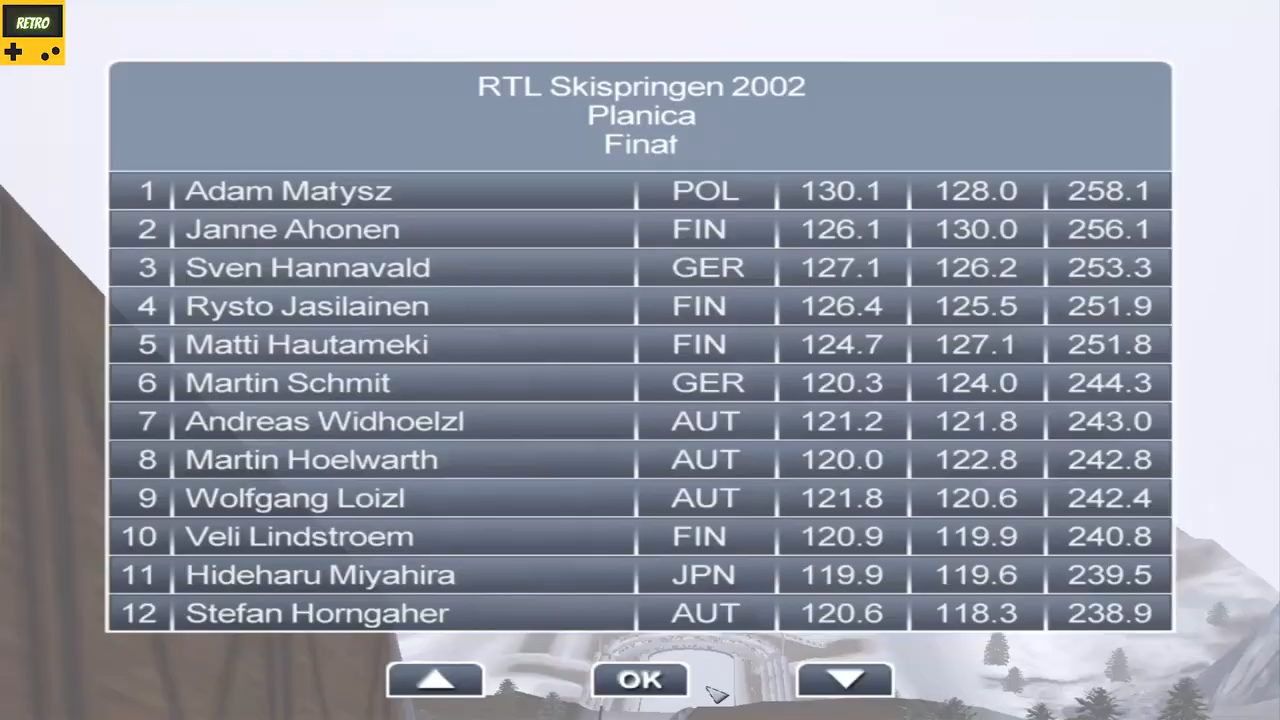 RETRO
RTL Skispringen 2002
Planica
Finał
1 Adam Małysz POL 130.1 128.0 258.1
2 Janne Ahonen FIN 126.1 130.0 256.1
3 Sven Hannavald GER 127.1 126.2 253.3
4 Rysto Jasilainen FIN 126.4 125.5 251.9
5 Matti Hautameki FIN 124.7 127.1 251.8
6 Martin Schmit GER 120.3 124.0 244.3
7 Andreas Widhoelzl AUT 121.2 121.8 243.0
8 Martin Hoelwarth AUT 120.0 122.8 242.8
9 Wolfgang Loizl AUT 121.8 120.6 242.4
10 Veli Lindstroem FIN 120.9 119.9 240.8
11 Hideharu Miyahira JPN 119.9 119.6 239.5
12 Stefan Horngaher AUT 120.6 118.3 238.9
OK